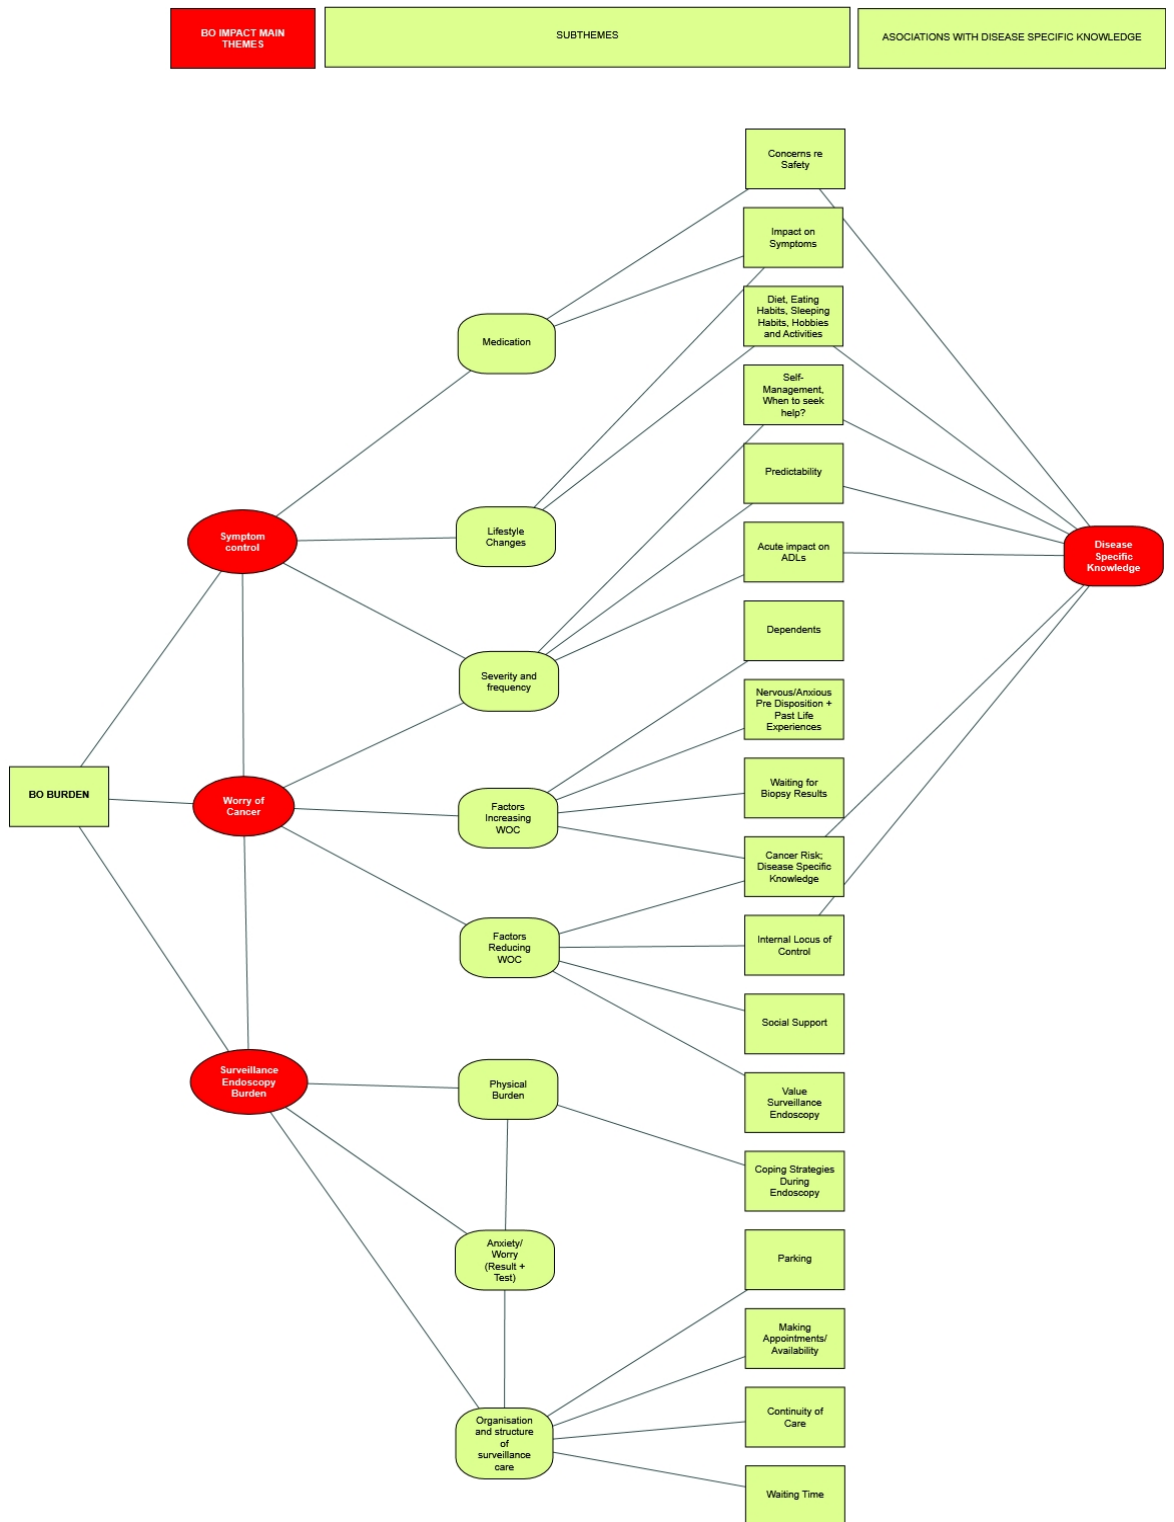 BO IMPACT MAIN
THEMES
SUBTHEMES
ASOCIATIONS WITH DISEASE SPECIFIC KNOWLEDGE
Concerns re
Safety
Impact on
Symptoms
Diet, Eating
Habits, Sleeping
Habits, Hobbies
and Activities
Medication
Self-
Management,
When to seek
help?
Predictability
Symptom
control
Lifestyle
Changes
Acute impact on
ADLs
Disease
Specific
Knowledge
Dependents
Severity and
frequency
Nervous/Anxious
Pre Disposition +
Past Life
Experiences
BO BURDEN
Worry of
Cancer
Factors
Increasing
WOC
Waiting for
Biopsy Results
Cancer Risk;
Disease Specific
Knowledge
Factors
Reducing
WOC
Internal Locus of
Control
Social Support
Surveillance
Endoscopy
Burden
Physical
Burden
Value
Surveillance
Endoscopy
Coping Strategies
During
Endoscopy
Anxiety/
Worry
(Result +
Test)
Parking
Making
Appointments/
Availability
Organisation
and structure
of
surveillance
care
Continuity of
Care
Waiting Time